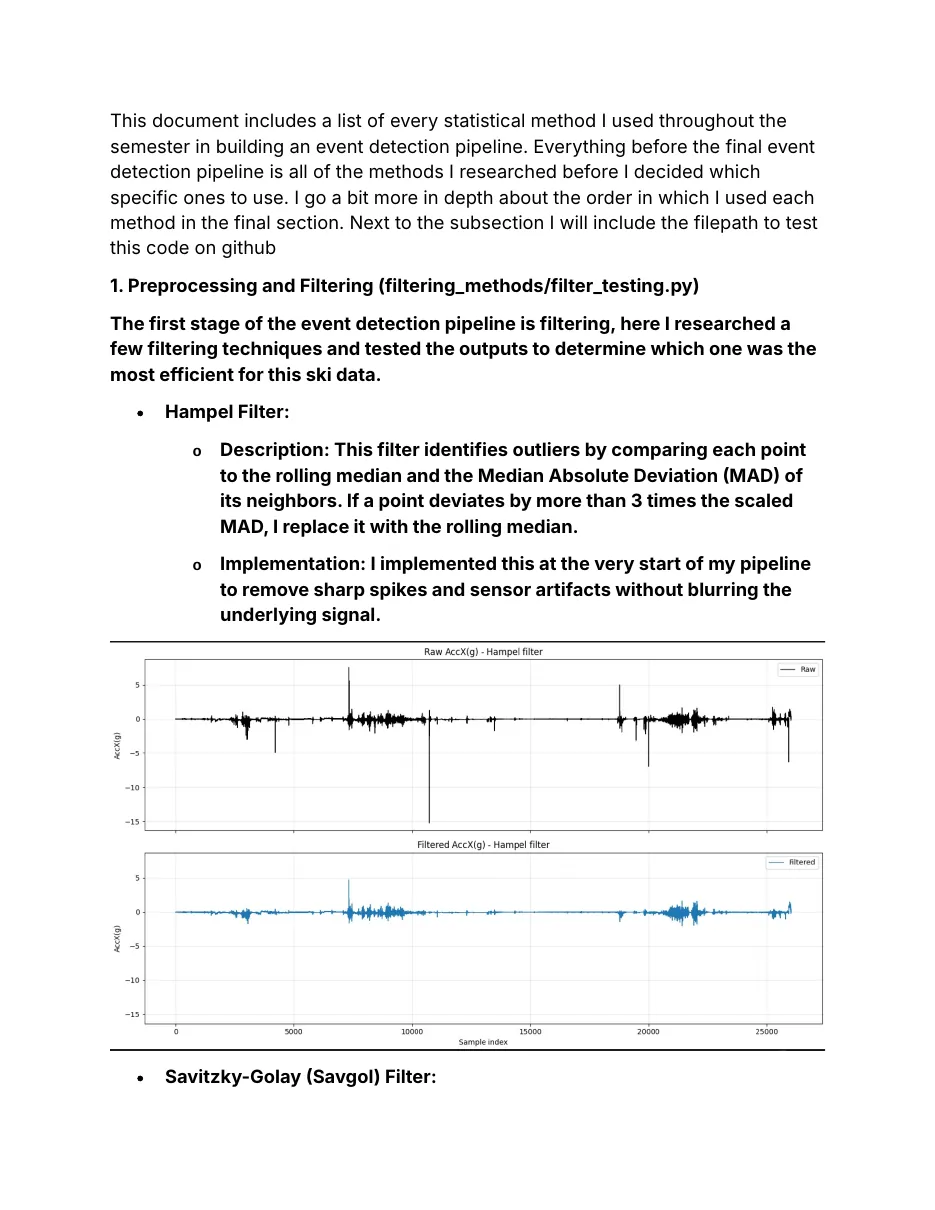 This document includes a list of every statistical method I used throughout the
semester in building an event detection pipeline. Everything before the final event
detection pipeline is all of the methods I researched before I decided which
specific ones to use. I go a bit more in depth about the order in which I used each
method in the final section. Next to the subsection I will include the filepath to test
this code on github
1. Preprocessing and Filtering (filtering_methods/filter_testing.py)
The first stage of the event detection pipeline is filtering, here I researched a
few filtering techniques and tested the outputs to determine which one was the
most efficient for this ski data.
• Hampel Filter:
o Description: This filter identifies outliers by comparing each point
to the rolling median and the Median Absolute Deviation (MAD) of
its neighbors. If a point deviates by more than 3 times the scaled
MAD, I replace it with the rolling median.
o Implementation: I implemented this at the very start of my pipeline
to remove sharp spikes and sensor artifacts without blurring the
underlying signal.
Raw AccX(g) - Hampel filter
Raw
5
0
−5
−10
−15
AccX(g)
Filtered AccX(g) - Hampel filter
Filtered
5
0
−5
−10
−15
AccX(g)
0 5000 10000 15000 20000 25000
Sample index
• Savitzky-Golay (Savgol) Filter: